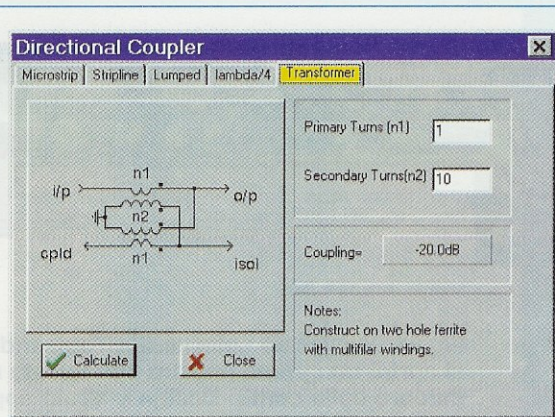 Directional Coupler
Microstrip Stripline Lumped lambda/4 Transformer
n1
i/p
o/p
n2
cpld
n1
isol
Primary Turns (n1) 1
Secondary Turns(n2) 10
Coupling= -20.0dB
Notes:
Construct on two hole ferrite
with multifilar windings.
Calculate
Close